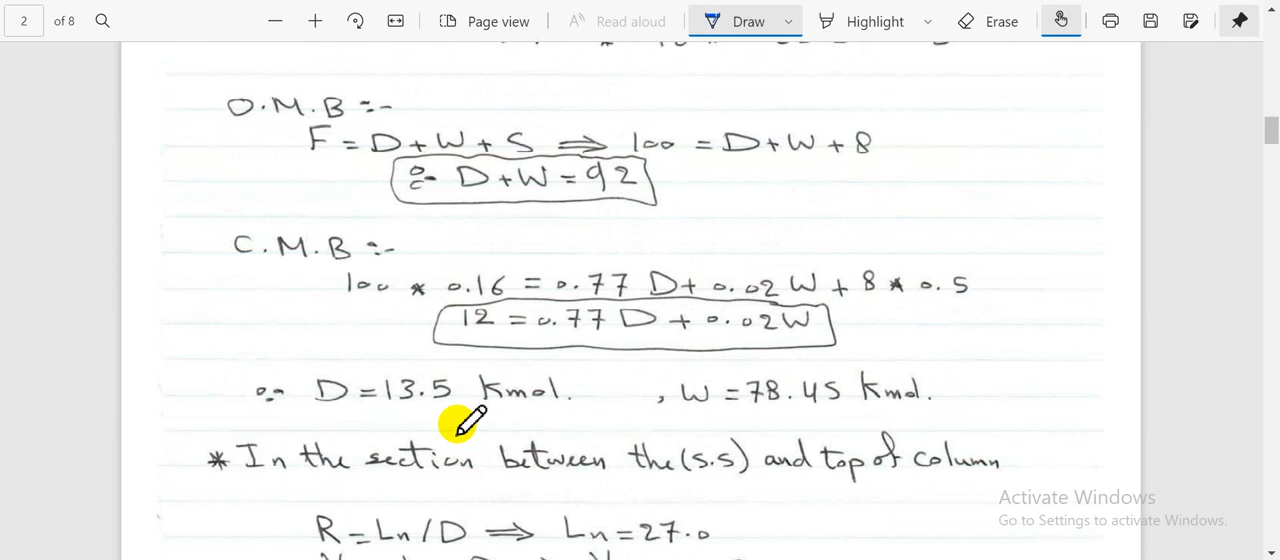 2 of 8 Page view Read aloud Draw Highlight Erase
O.M.B :-
F = D + W + S ⟹ 100 = D + W + 8
D + W = 92
C.M.B :-
100 * 0.16 = 0.77 D + 0.02 W + 8 * 0.5
12 = 0.77 D + 0.02 W
D = 13.5 Kmol. , W = 78.45 Kmol.
* In the section between the (S.S) and top of column
R = Ln / D ⟹ Ln = 27.0
Activate Windows
Go to Settings to activate Windows.